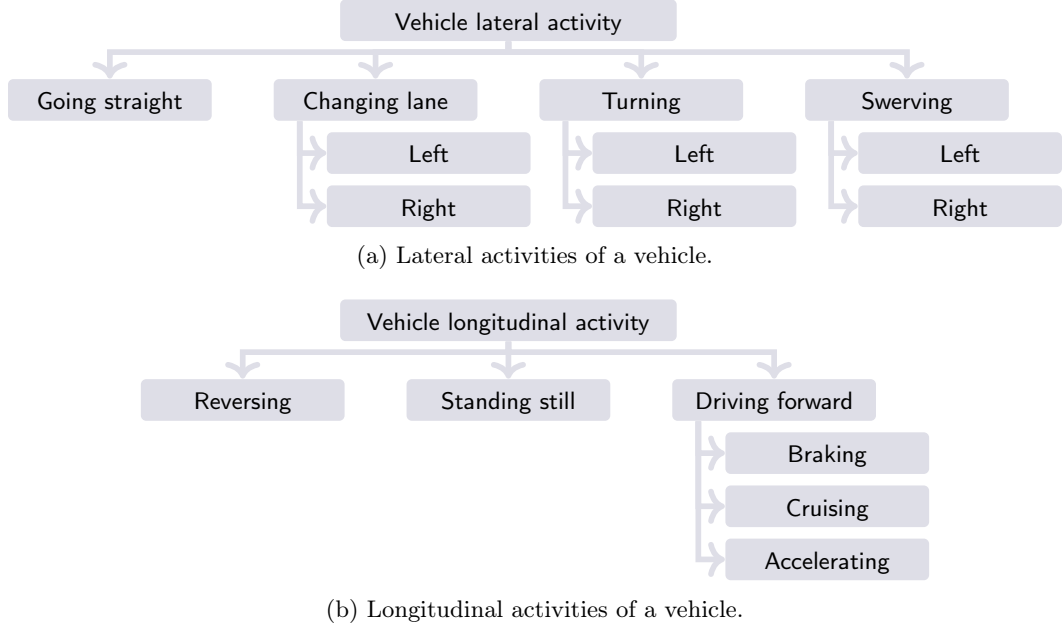 Vehicle lateral activity
Going straight
Changing lane
Turning
Swerving
Left
Left
Left
Right
Right
Right
(a) Lateral activities of a vehicle.
Vehicle longitudinal activity
Reversing
Standing still
Driving forward
Braking
Cruising
Accelerating
(b) Longitudinal activities of a vehicle.